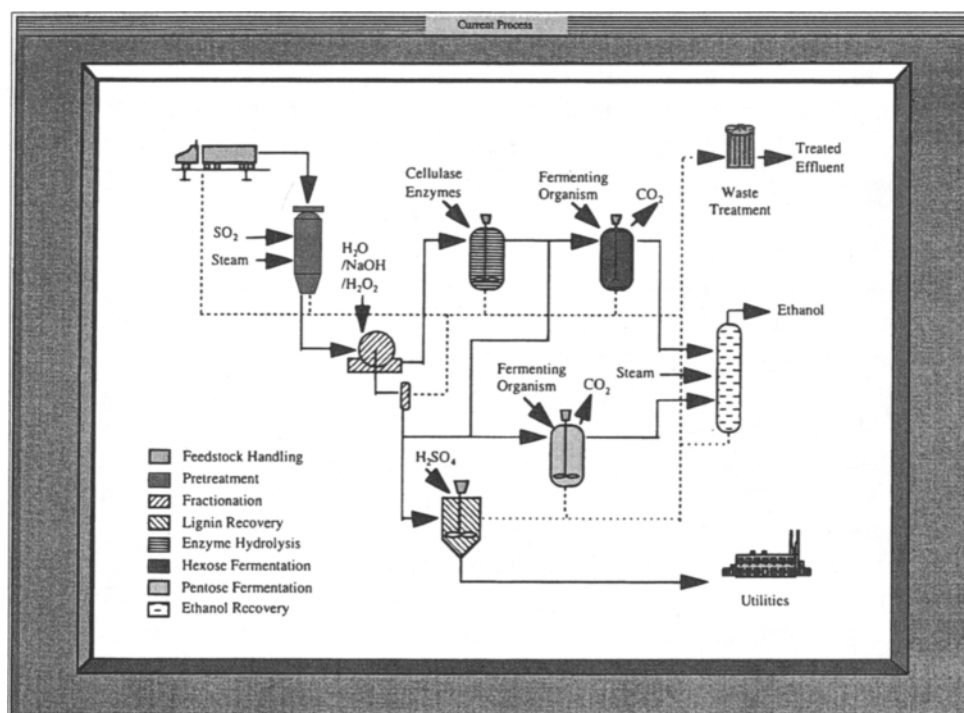 Current Process
Cellulase
Enzymes
Fermenting
Organism
CO2
Treated
Effluent
Waste
Treatment
SO2
Steam
H2O
/NaOH
/H2O2
Ethanol
Fermenting
Organism
CO2
Steam
H2SO4
Feedstock Handling
Pretreatment
Fractionation
Lignin Recovery
Enzyme Hydrolysis
Hexose Fermentation
Pentose Fermentation
Ethanol Recovery
Utilities